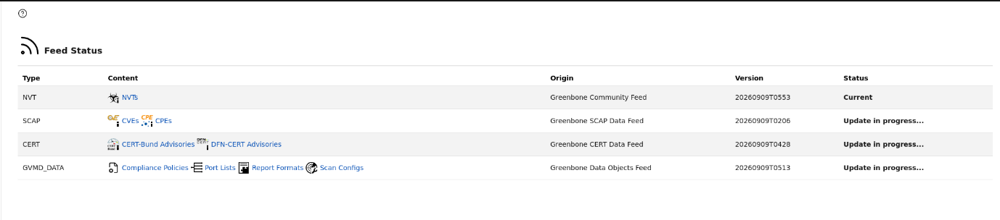 Feed Status
Type Content Origin Version Status
NVT NVTs Greenbone Community Feed 20260909T0553 Current
SCAP CVEs CPE CPEs Greenbone SCAP Data Feed 20260909T0206 Update in progress...
CERT CERT-Bund Advisories DFN-CERT Advisories Greenbone CERT Data Feed 20260909T0428 Update in progress...
GVMD_DATA Compliance Policies Port Lists Report Formats Scan Configs Greenbone Data Objects Feed 20260909T0513 Update in progress...